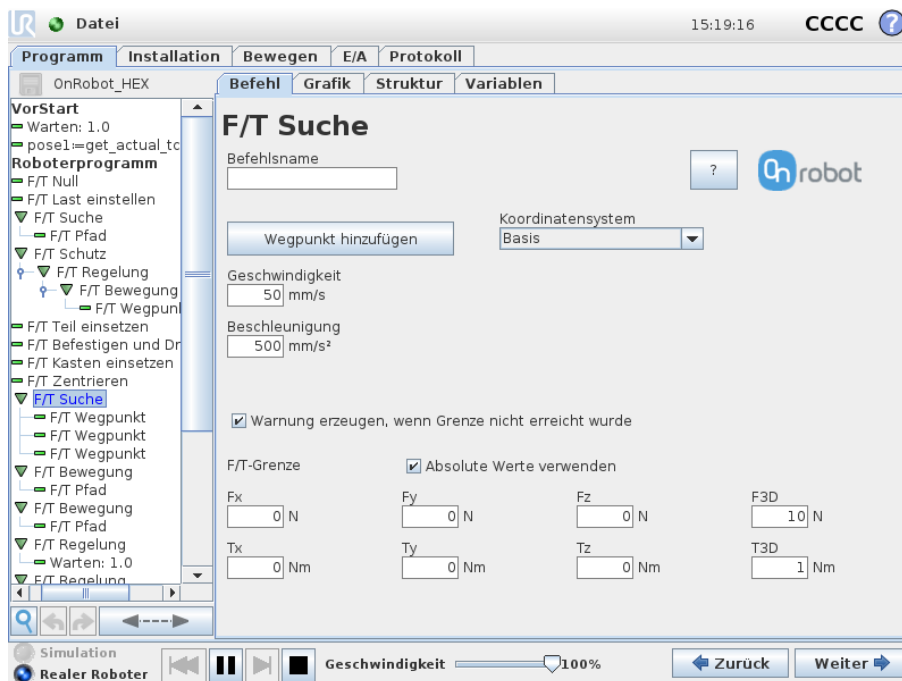 UR Datei 15:19:16 CCCC ?
Programm Installation Bewegen E/A Protokoll
OnRobot_HEX
Befehl Grafik Struktur Variablen
VorStart
Warten: 1.0
pose1:=get_actual_tc
Roboterprogramm
F/T Null
F/T Last einstellen
F/T Suche
F/T Pfad
F/T Schutz
F/T Regelung
F/T Bewegung
F/T Wegpunl
F/T Teil einsetzen
F/T Befestigen und Dr
F/T Kasten einsetzen
F/T Zentrieren
F/T Suche
F/T Wegpunkt
F/T Wegpunkt
F/T Wegpunkt
F/T Bewegung
F/T Pfad
F/T Bewegung
F/T Pfad
F/T Regelung
Warten: 1.0
F/T Regelung
F/T Suche
Befehlsname
? On robot
Wegpunkt hinzufügen
Koordinatensystem
Basis
Geschwindigkeit
50 mm/s
Beschleunigung
500 mm/s²
Warnung erzeugen, wenn Grenze nicht erreicht wurde
F/T-Grenze Absolute Werte verwenden
Fx Fy Fz F3D
0 N 0 N 0 N 10 N
Tx Ty Tz T3D
0 Nm 0 Nm 0 Nm 1 Nm
Simulation
Realer Roboter
Geschwindigkeit 100%
Zurück Weiter